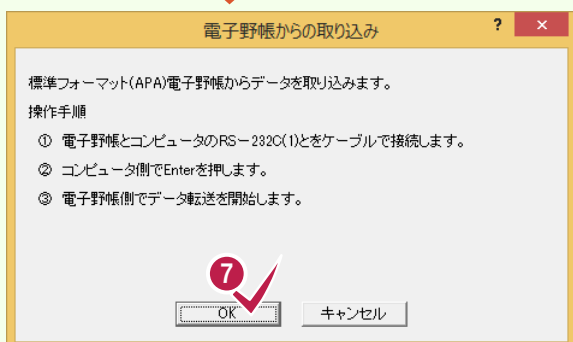 電子野帳からの取り込み
? ×
標準フォーマット(APA)電子野帳からデータを取り込みます。
操作手順
① 電子野帳とコンピュータのRS-232C(1)とをケーブルで接続します。
② コンピュータ側でEnterを押します。
③ 電子野帳側でデータ転送を開始します。
7
OK キャンセル